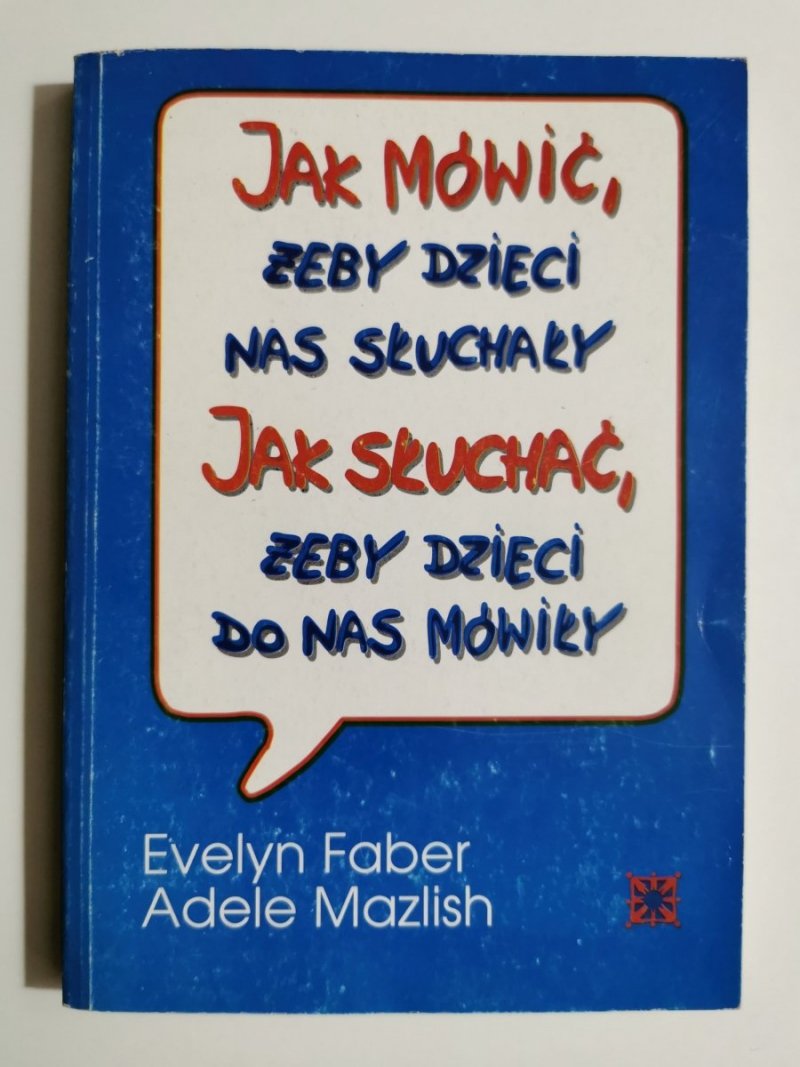 JAK MÓWIĆ,
ŻEBY DZIECI
NAS SŁUCHAŁY
JAK SŁUCHAĆ,
ŻEBY DZIECI
DO NAS MÓWIŁY
Evelyn Faber
Adele Mazlish